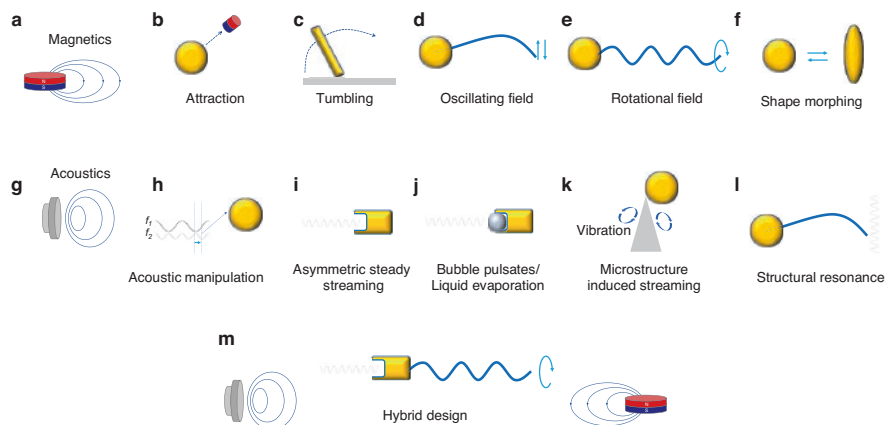 a
Magnetics
N
S
b
Attraction
c
Tumbling
d
Oscillating field
e
Rotational field
f
Shape morphing
g
Acoustics
h
f1
f2
Acoustic manipulation
i
Asymmetric steady
streaming
j
Bubble pulsates/
Liquid evaporation
k
Vibration
Microstructure
induced streaming
l
Structural resonance
m
Hybrid design
N
S